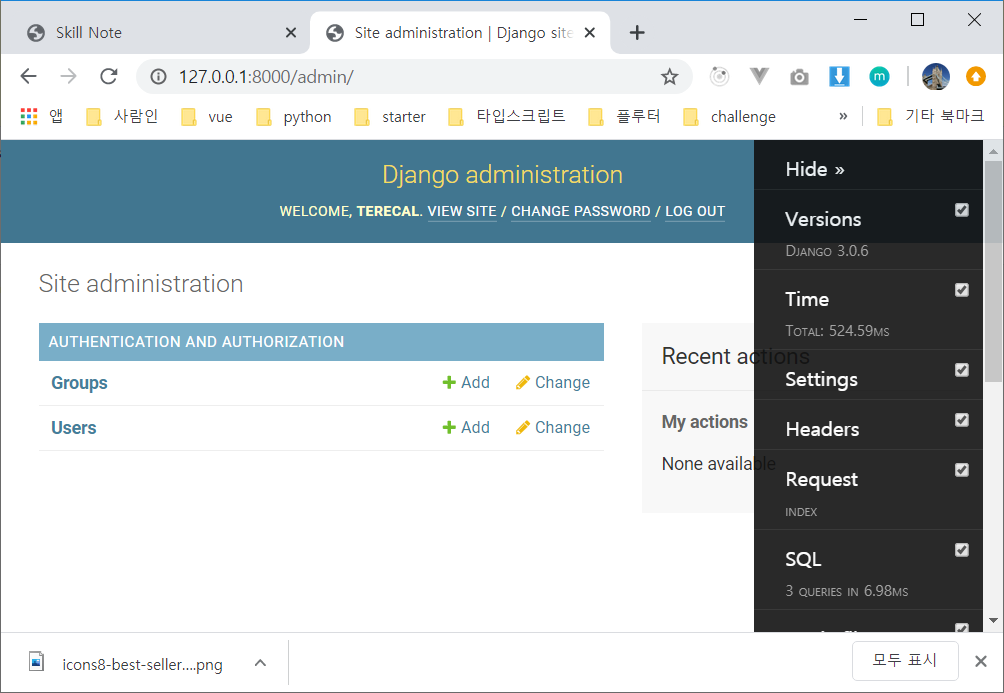 Skill Note
Site administration | Django site
127.0.0.1:8000/admin/
앱 사람인 vue python starter 타입스크립트 플루터 challenge » 기타 북마크
Django administration
WELCOME, TERECAL. VIEW SITE / CHANGE PASSWORD / LOG OUT
Site administration
AUTHENTICATION AND AUTHORIZATION
Groups Add Change
Users Add Change
Recent actions
My actions
None available
Hide »
Versions
Django 3.0.6
Time
Total: 524.59ms
Settings
Headers
Request
index
SQL
3 queries in 6.98ms
icons8-best-seller....png
모두 표시